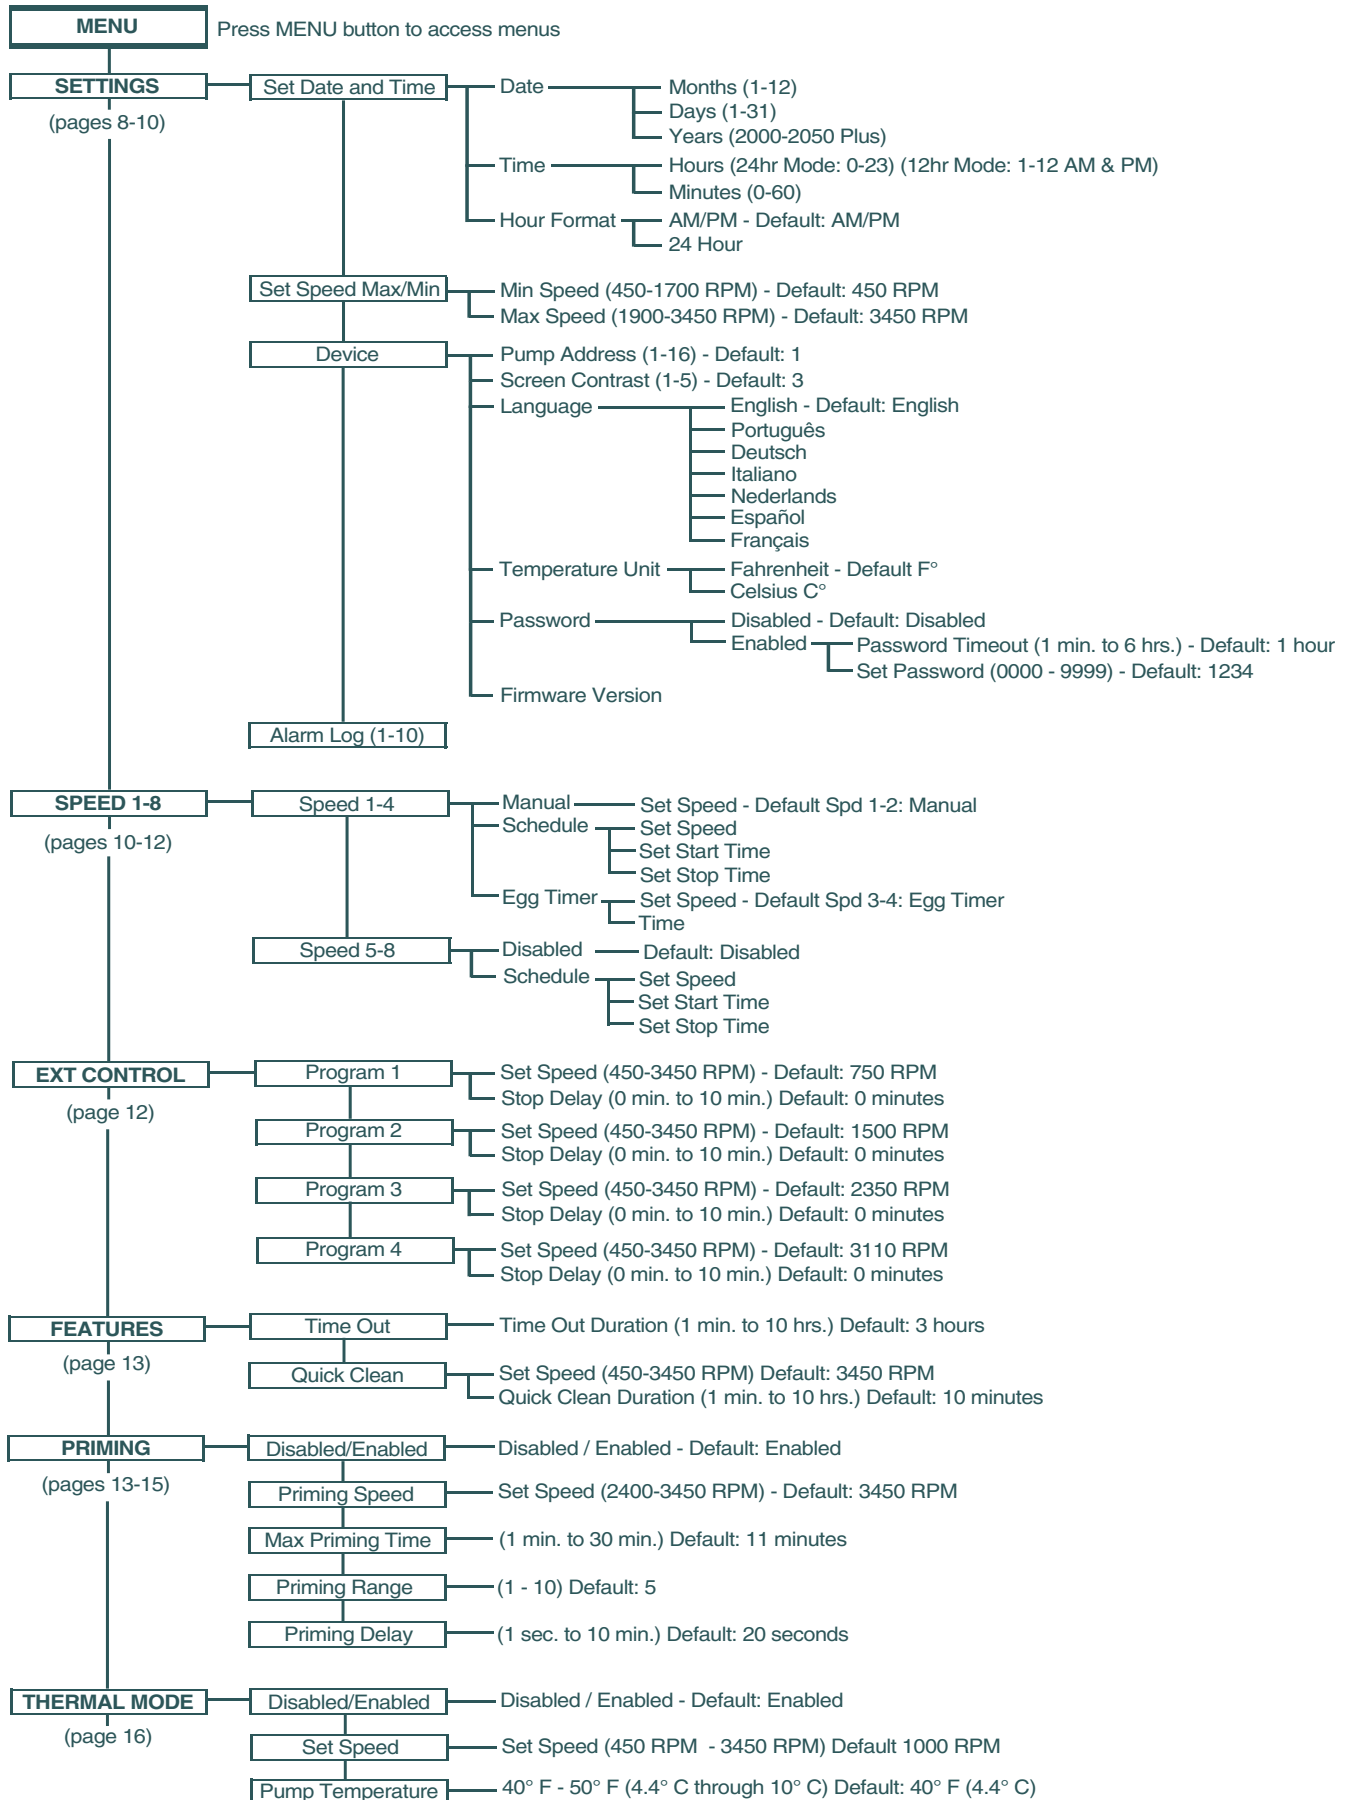 MENU Press MENU button to access menus
SETTINGS Set Date and Time Date Months (1-12)
Days (1-31)
(pages 8-10)
Years (2000-2050 Plus)
Time Hours (24hr Mode: 0-23) (12hr Mode: 1-12 AM & PM)
Minutes (0-60)
Hour Format AM/PM - Default: AM/PM
24 Hour
Set Speed Max/Min Min Speed (450-1700 RPM) - Default: 450 RPM
Max Speed (1900-3450 RPM) - Default: 3450 RPM
Device Pump Address (1-16) - Default: 1
Screen Contrast (1-5) - Default: 3
Language English - Default: English
Português
Deutsch
Italiano
Nederlands
Español
Français
Temperature Unit Fahrenheit - Default F°
Celsius C°
Password Disabled - Default: Disabled
Enabled Password Timeout (1 min. to 6 hrs.) - Default: 1 hour
Set Password (0000 - 9999) - Default: 1234
Firmware Version
Alarm Log (1-10)
SPEED 1-8 Speed 1-4 Manual Set Speed - Default Spd 1-2: Manual
Schedule Set Speed
(pages 10-12)
Set Start Time
Set Stop Time
Egg Timer Set Speed - Default Spd 3-4: Egg Timer
Time
Speed 5-8 Disabled Default: Disabled
Schedule Set Speed
Set Start Time
Set Stop Time
EXT CONTROL Program 1 Set Speed (450-3450 RPM) - Default: 750 RPM
Stop Delay (0 min. to 10 min.) Default: 0 minutes
(page 12)
Program 2 Set Speed (450-3450 RPM) - Default: 1500 RPM
Stop Delay (0 min. to 10 min.) Default: 0 minutes
Program 3 Set Speed (450-3450 RPM) - Default: 2350 RPM
Stop Delay (0 min. to 10 min.) Default: 0 minutes
Program 4 Set Speed (450-3450 RPM) - Default: 3110 RPM
Stop Delay (0 min. to 10 min.) Default: 0 minutes
FEATURES Time Out Time Out Duration (1 min. to 10 hrs.) Default: 3 hours
(page 13)
Quick Clean Set Speed (450-3450 RPM) Default: 3450 RPM
Quick Clean Duration (1 min. to 10 hrs.) Default: 10 minutes
PRIMING Disabled/Enabled Disabled / Enabled - Default: Enabled
(pages 13-15)
Priming Speed Set Speed (2400-3450 RPM) - Default: 3450 RPM
Max Priming Time (1 min. to 30 min.) Default: 11 minutes
Priming Range (1 - 10) Default: 5
Priming Delay (1 sec. to 10 min.) Default: 20 seconds
THERMAL MODE Disabled/Enabled Disabled / Enabled - Default: Enabled
(page 16)
Set Speed Set Speed (450 RPM - 3450 RPM) Default 1000 RPM
Pump Temperature 40° F - 50° F (4.4° C through 10° C) Default: 40° F (4.4° C)